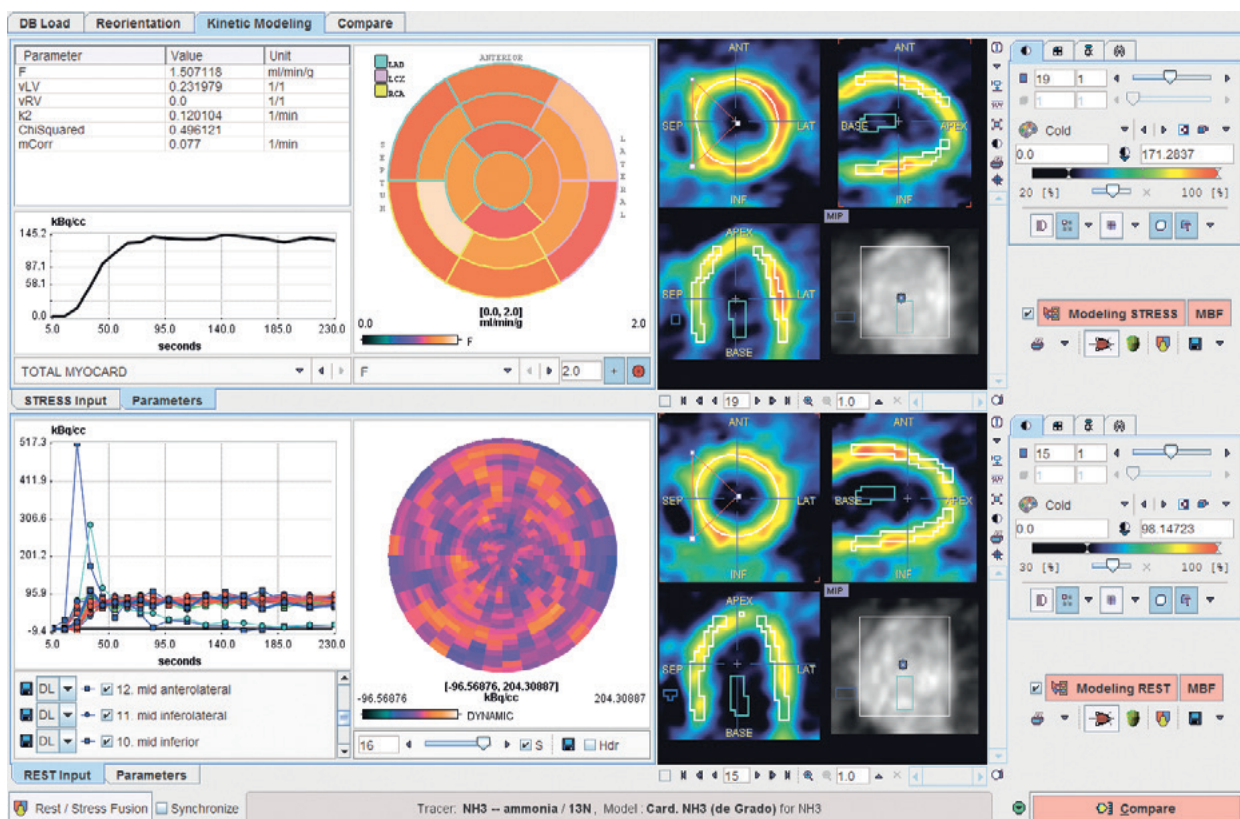 DB Load Reorientation Kinetic Modeling Compare
Parameter Value Unit
F 1.507118 ml/min/g
vLV 0.231979 1/1
vRV 0.0 1/1
k2 0.120104 1/min
ChiSquared 0.496121
mCorr 0.077 1/min
kBq/cc
145.2
87.1
58.1
0.0
5.0 50.0 95.0 140.0 185.0 230.0
seconds
TOTAL MYOCARD
STRESS Input Parameters
LAD
LCX
RCA
ANTERIOR
SEPTUM
LATERAL
[0.0, 2.0]
0.0 ml/min/g 2.0
F
F 2.0
ANT
SEP LAT
INF
ANT
BASE APEX
INF
MIP
APEX
SEP LAT
BASE
19 1.0
19 1
1 1
Cold
0.0 171.2837
20 [%] 100 [%]
Modeling STRESS MBF
kBq/cc
517.3
411.9
306.6
201.2
95.9
-9.4
5.0 50.0 95.0 140.0 185.0 230.0
seconds
DL 12. mid anterolateral
DL 11. mid inferolateral
DL 10. mid inferior
REST Input Parameters
[-96.56876, 204.30887]
-96.56876 kBq/cc 204.30887
DYNAMIC
16 S Hdr
ANT
SEP LAT
INF
ANT
BASE APEX
INF
MIP
APEX
SEP LAT
BASE
15 1.0
15 1
1 1
Cold
0.0 98.14723
30 [%] 100 [%]
Modeling REST MBF
Rest / Stress Fusion Synchronize Tracer: NH3 -- ammonia / 13N, Model : Card. NH3 (de Grado) for NH3 Compare